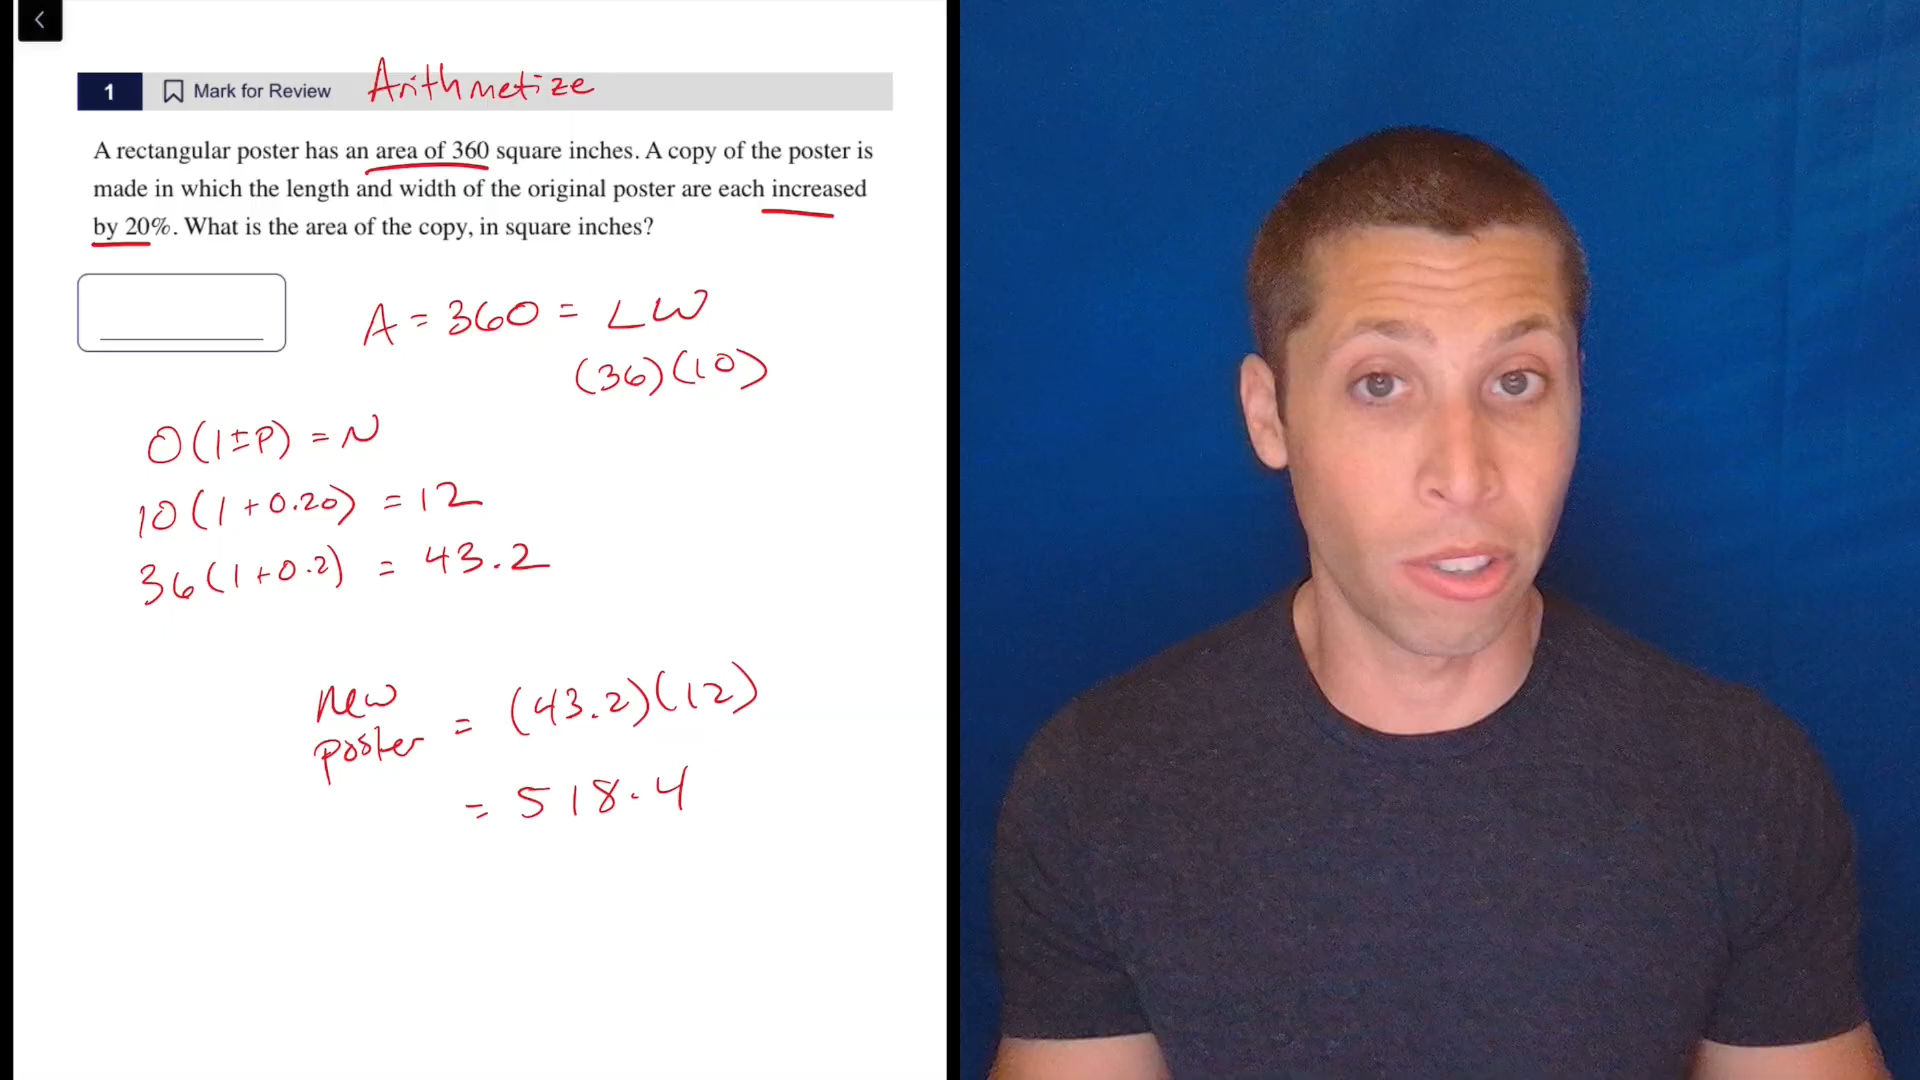 1 Mark for Review Arithmetize
A rectangular poster has an area of 360 square inches. A copy of the poster is
made in which the length and width of the original poster are each increased
by 20%. What is the area of the copy, in square inches?
A = 360 = LW
(36)(10)
O(1±P) = N
10(1+0.20) = 12
36(1+0.2) = 43.2
new
poster = (43.2)(12)
= 518.4